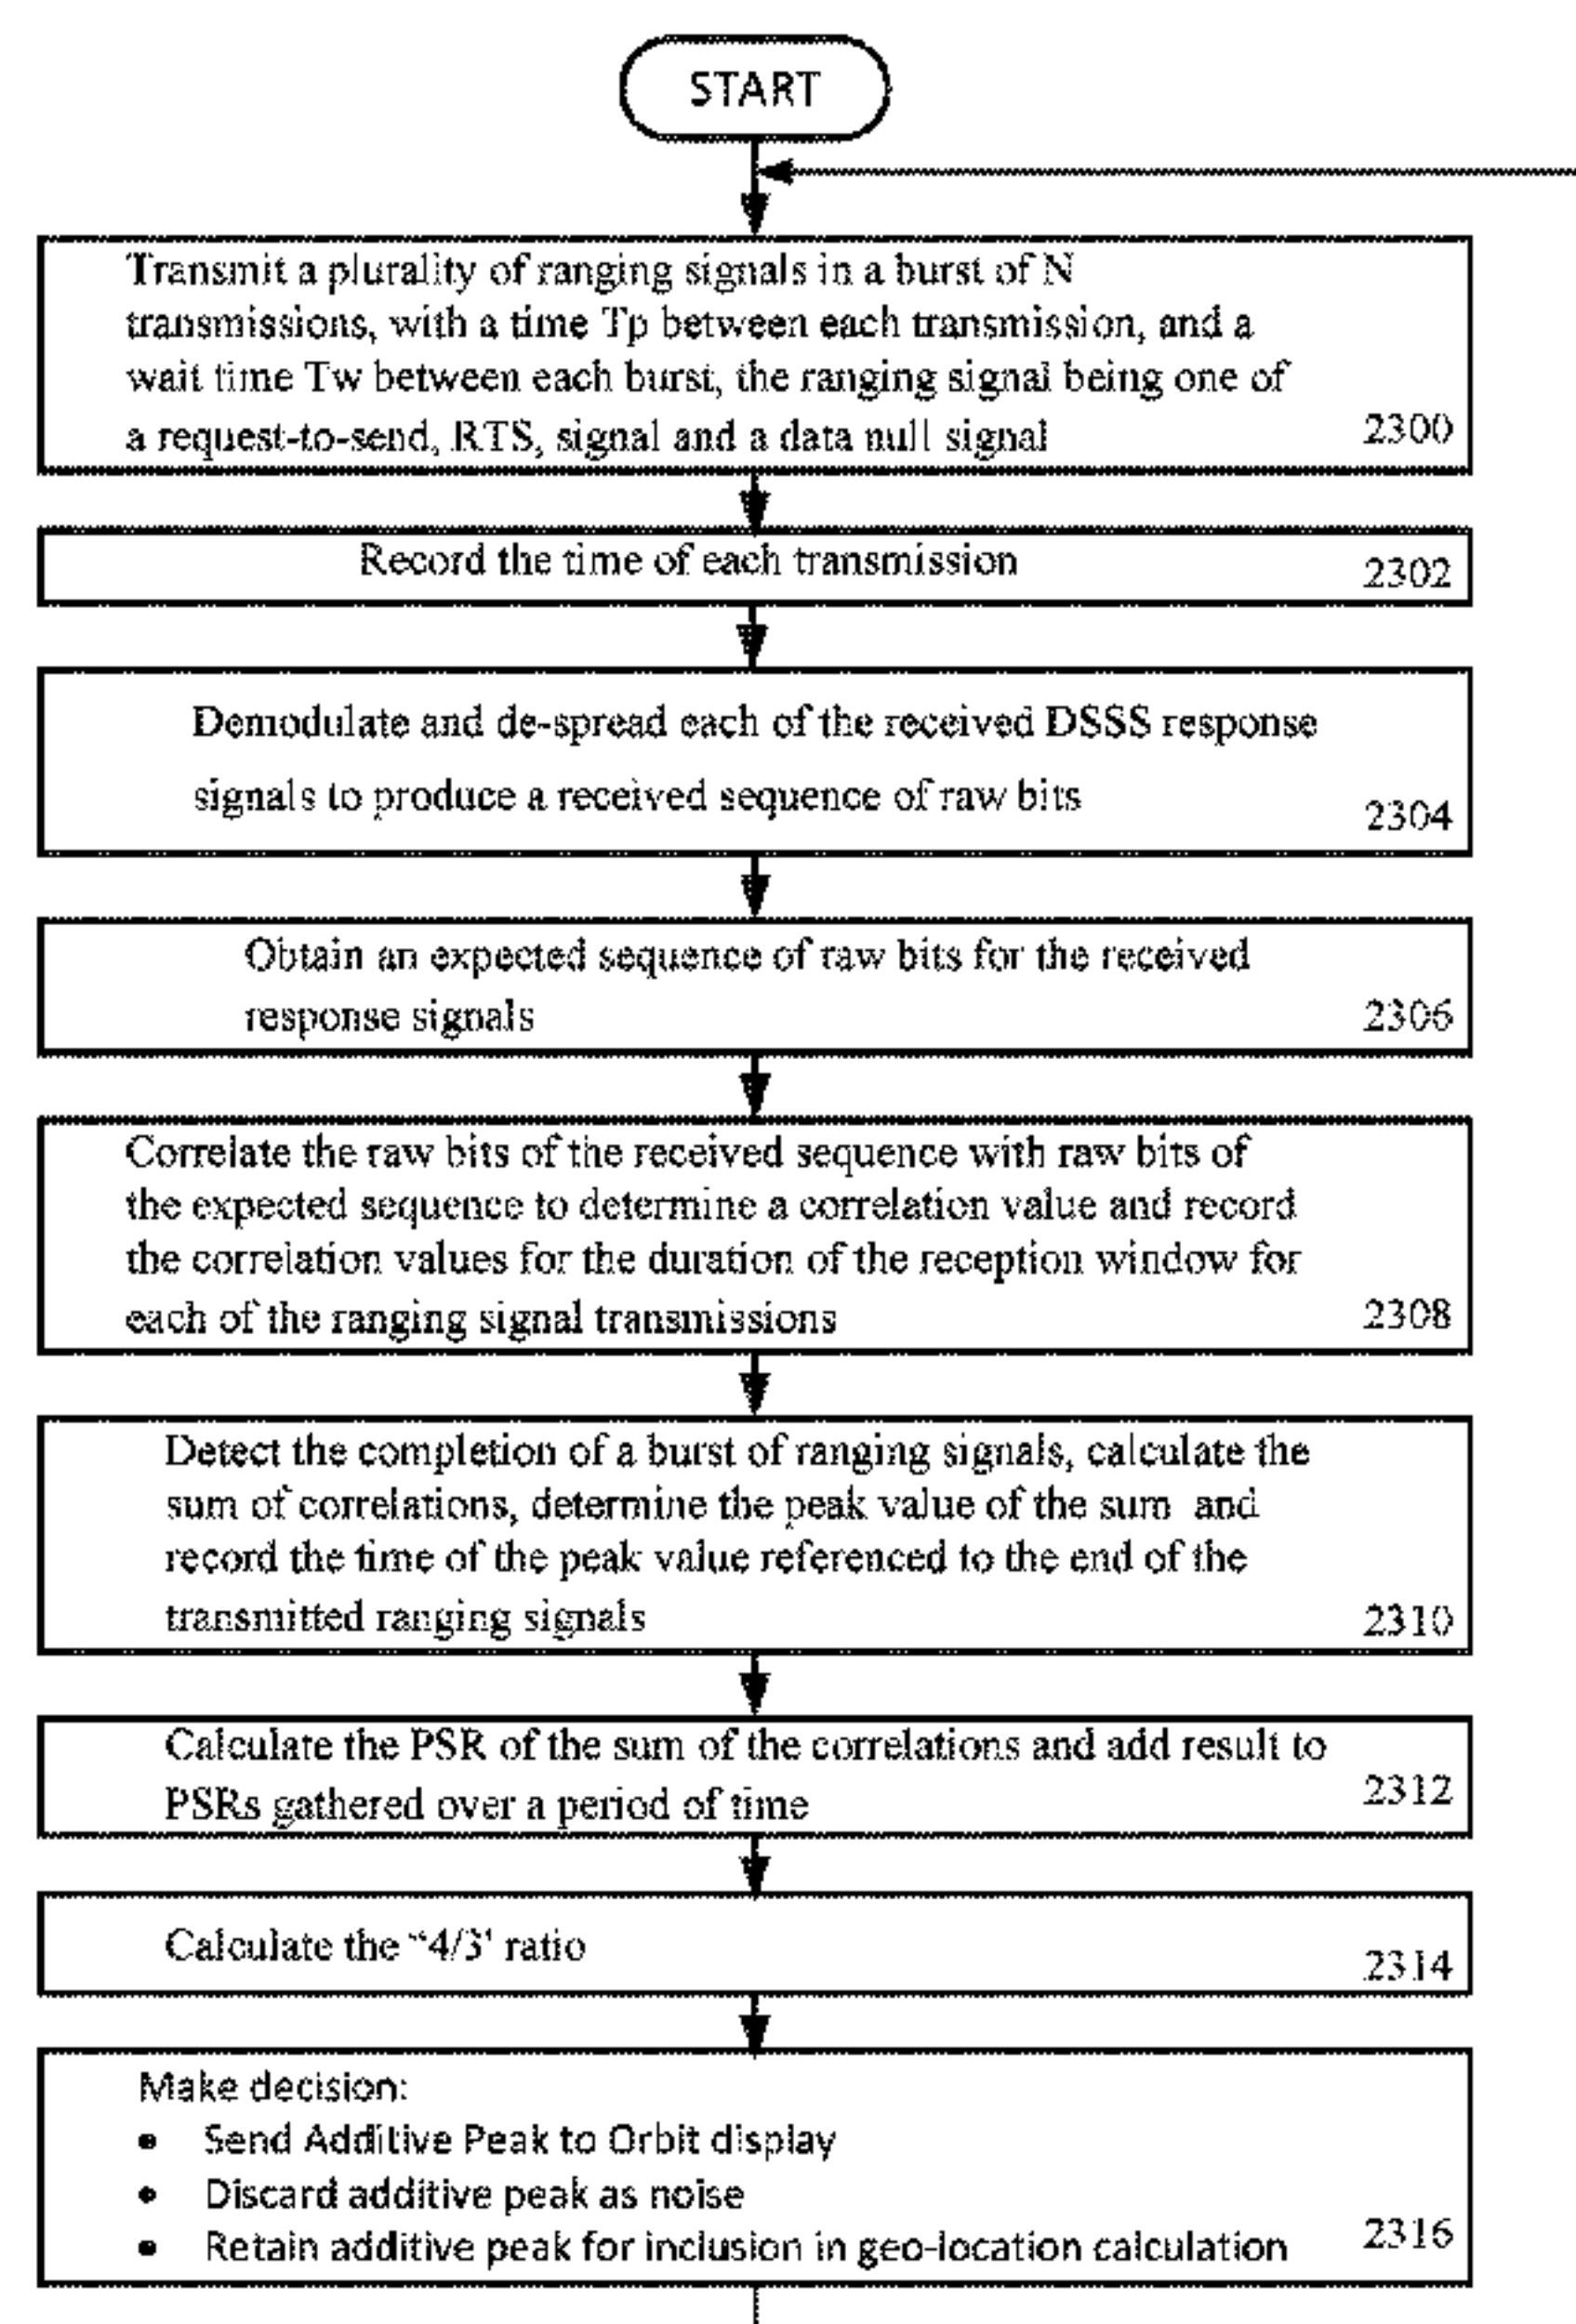 START
Transmit a plurality of ranging signals in a burst of N
transmissions, with a time Tp between each transmission, and a
wait time Tw between each burst, the ranging signal being one of
a request-to-send, RTS, signal and a data null signal 2300
Record the time of each transmission 2302
Demodulate and de-spread each of the received DSSS response
signals to produce a received sequence of raw bits 2304
Obtain an expected sequence of raw bits for the received
response signals 2306
Correlate the raw bits of the received sequence with raw bits of
the expected sequence to determine a correlation value and record
the correlation values for the duration of the reception window for
each of the ranging signal transmissions 2308
Detect the completion of a burst of ranging signals, calculate the
sum of correlations, determine the peak value of the sum and
record the time of the peak value referenced to the end of the
transmitted ranging signals 2310
Calculate the PSR of the sum of the correlations and add result to
PSRs gathered over a period of time 2312
Calculate the “4/3’ ratio 2314
Make decision:
• Send Additive Peak to Orbit display
• Discard additive peak as noise
• Retain additive peak for inclusion in geo-location calculation 2316